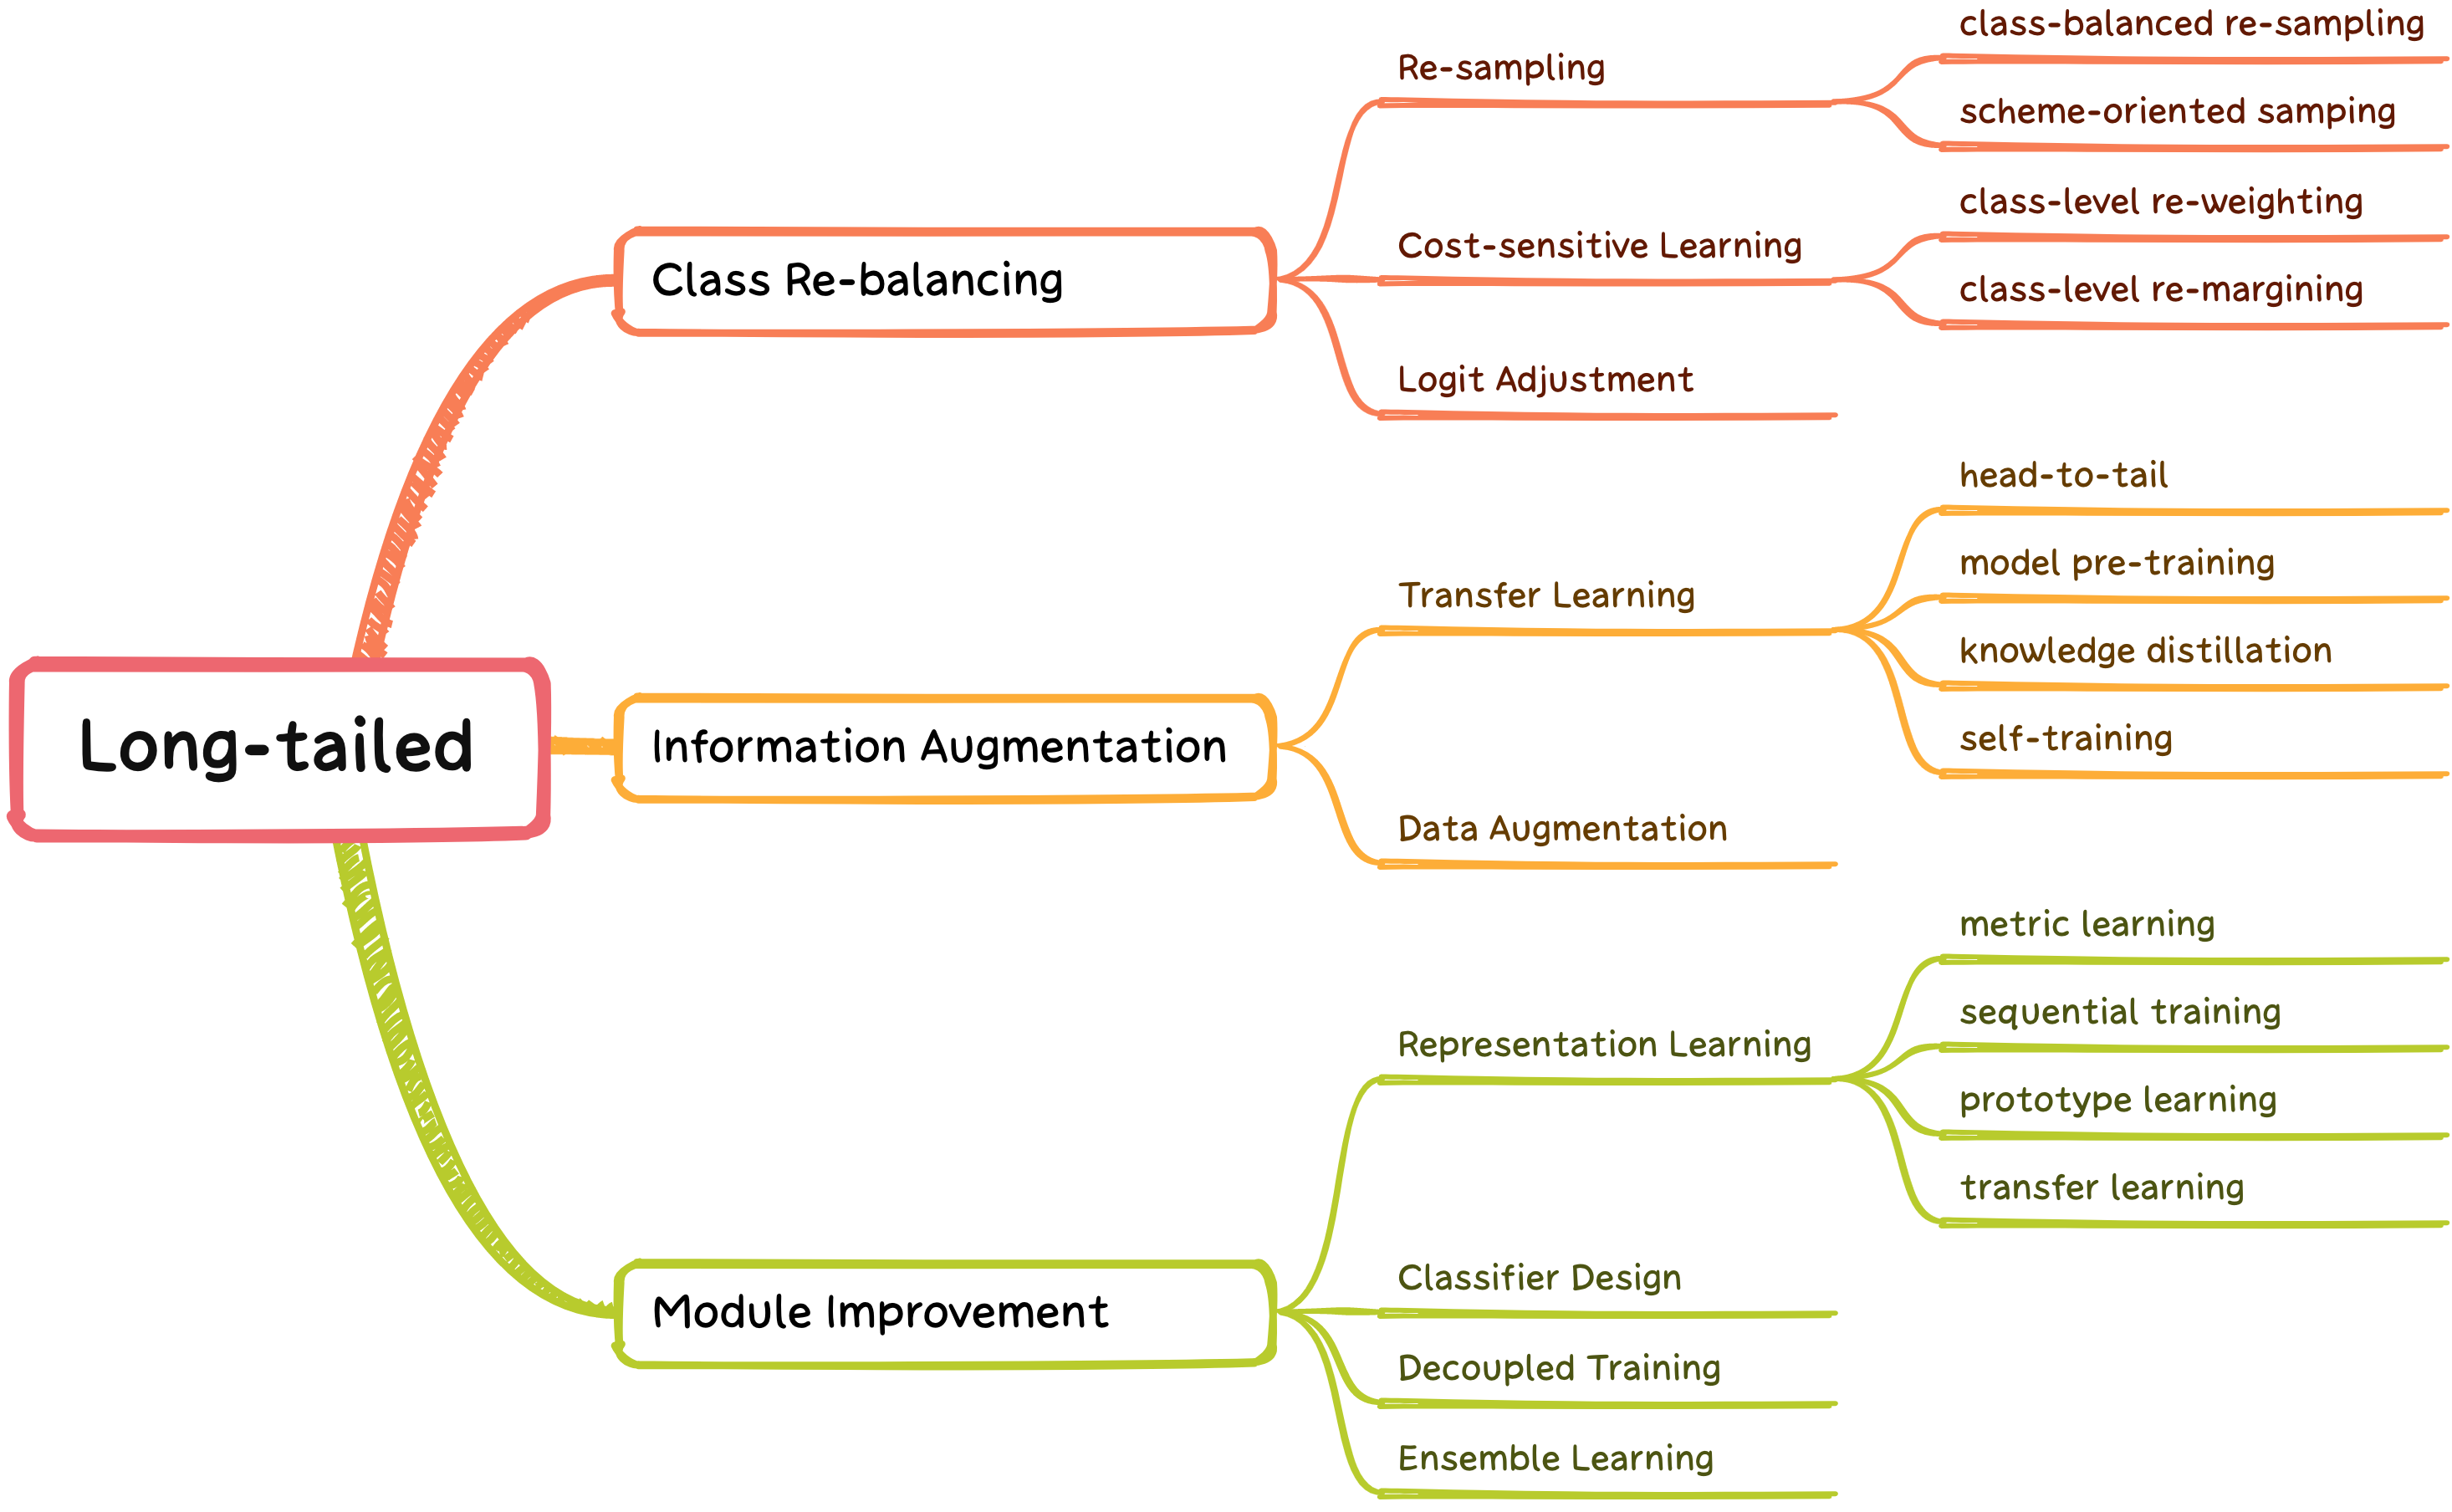 Long-tailed
Class Re-balancing
Re-sampling
class-balanced re-sampling
scheme-oriented samping
Cost-sensitive Learning
class-level re-weighting
class-level re-margining
Logit Adjustment
Information Augmentation
Transfer Learning
head-to-tail
model pre-training
knowledge distillation
self-training
Data Augmentation
Module Improvement
Representation Learning
metric learning
sequential training
prototype learning
transfer learning
Classifier Design
Decoupled Training
Ensemble Learning